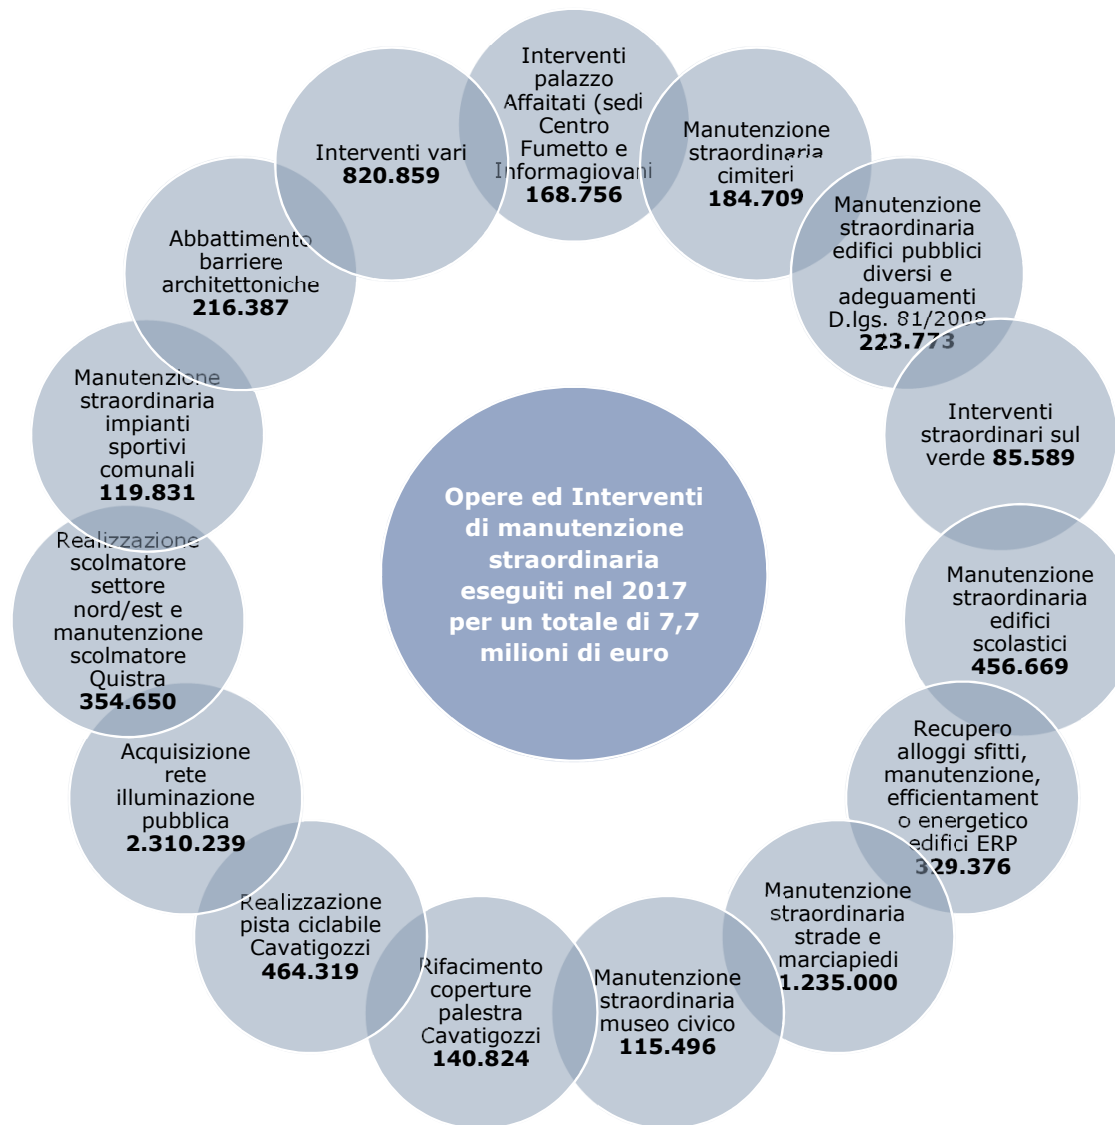 Interventi
palazzo
Affaitati (sedi
Centro
Fumetto e
Informagiovani
168.756
Manutenzione
straordinaria
cimiteri
184.709
Manutenzione
straordinaria
edifici pubblici
diversi e
adeguamenti
D.lgs. 81/2008
223.773
Interventi
straordinari sul
verde 85.589
Manutenzione
straordinaria
edifici
scolastici
456.669
Recupero
alloggi sfitti,
manutenzione,
efficientament
o energetico
edifici ERP
329.376
Manutenzione
straordinaria
strade e
marciapiedi
1.235.000
Manutenzione
straordinaria
museo civico
115.496
Rifacimento
coperture
palestra
Cavatigozzi
140.824
Realizzazione
pista ciclabile
Cavatigozzi
464.319
Acquisizione
rete
illuminazione
pubblica
2.310.239
Realizzazione
scolmatore
settore
nord/est e
manutenzione
scolmatore
Quistra
354.650
Manutenzione
straordinaria
impianti
sportivi
comunali
119.831
Abbattimento
barriere
architettoniche
216.387
Interventi vari
820.859
Opere ed Interventi
di manutenzione
straordinaria
eseguiti nel 2017
per un totale di 7,7
milioni di euro